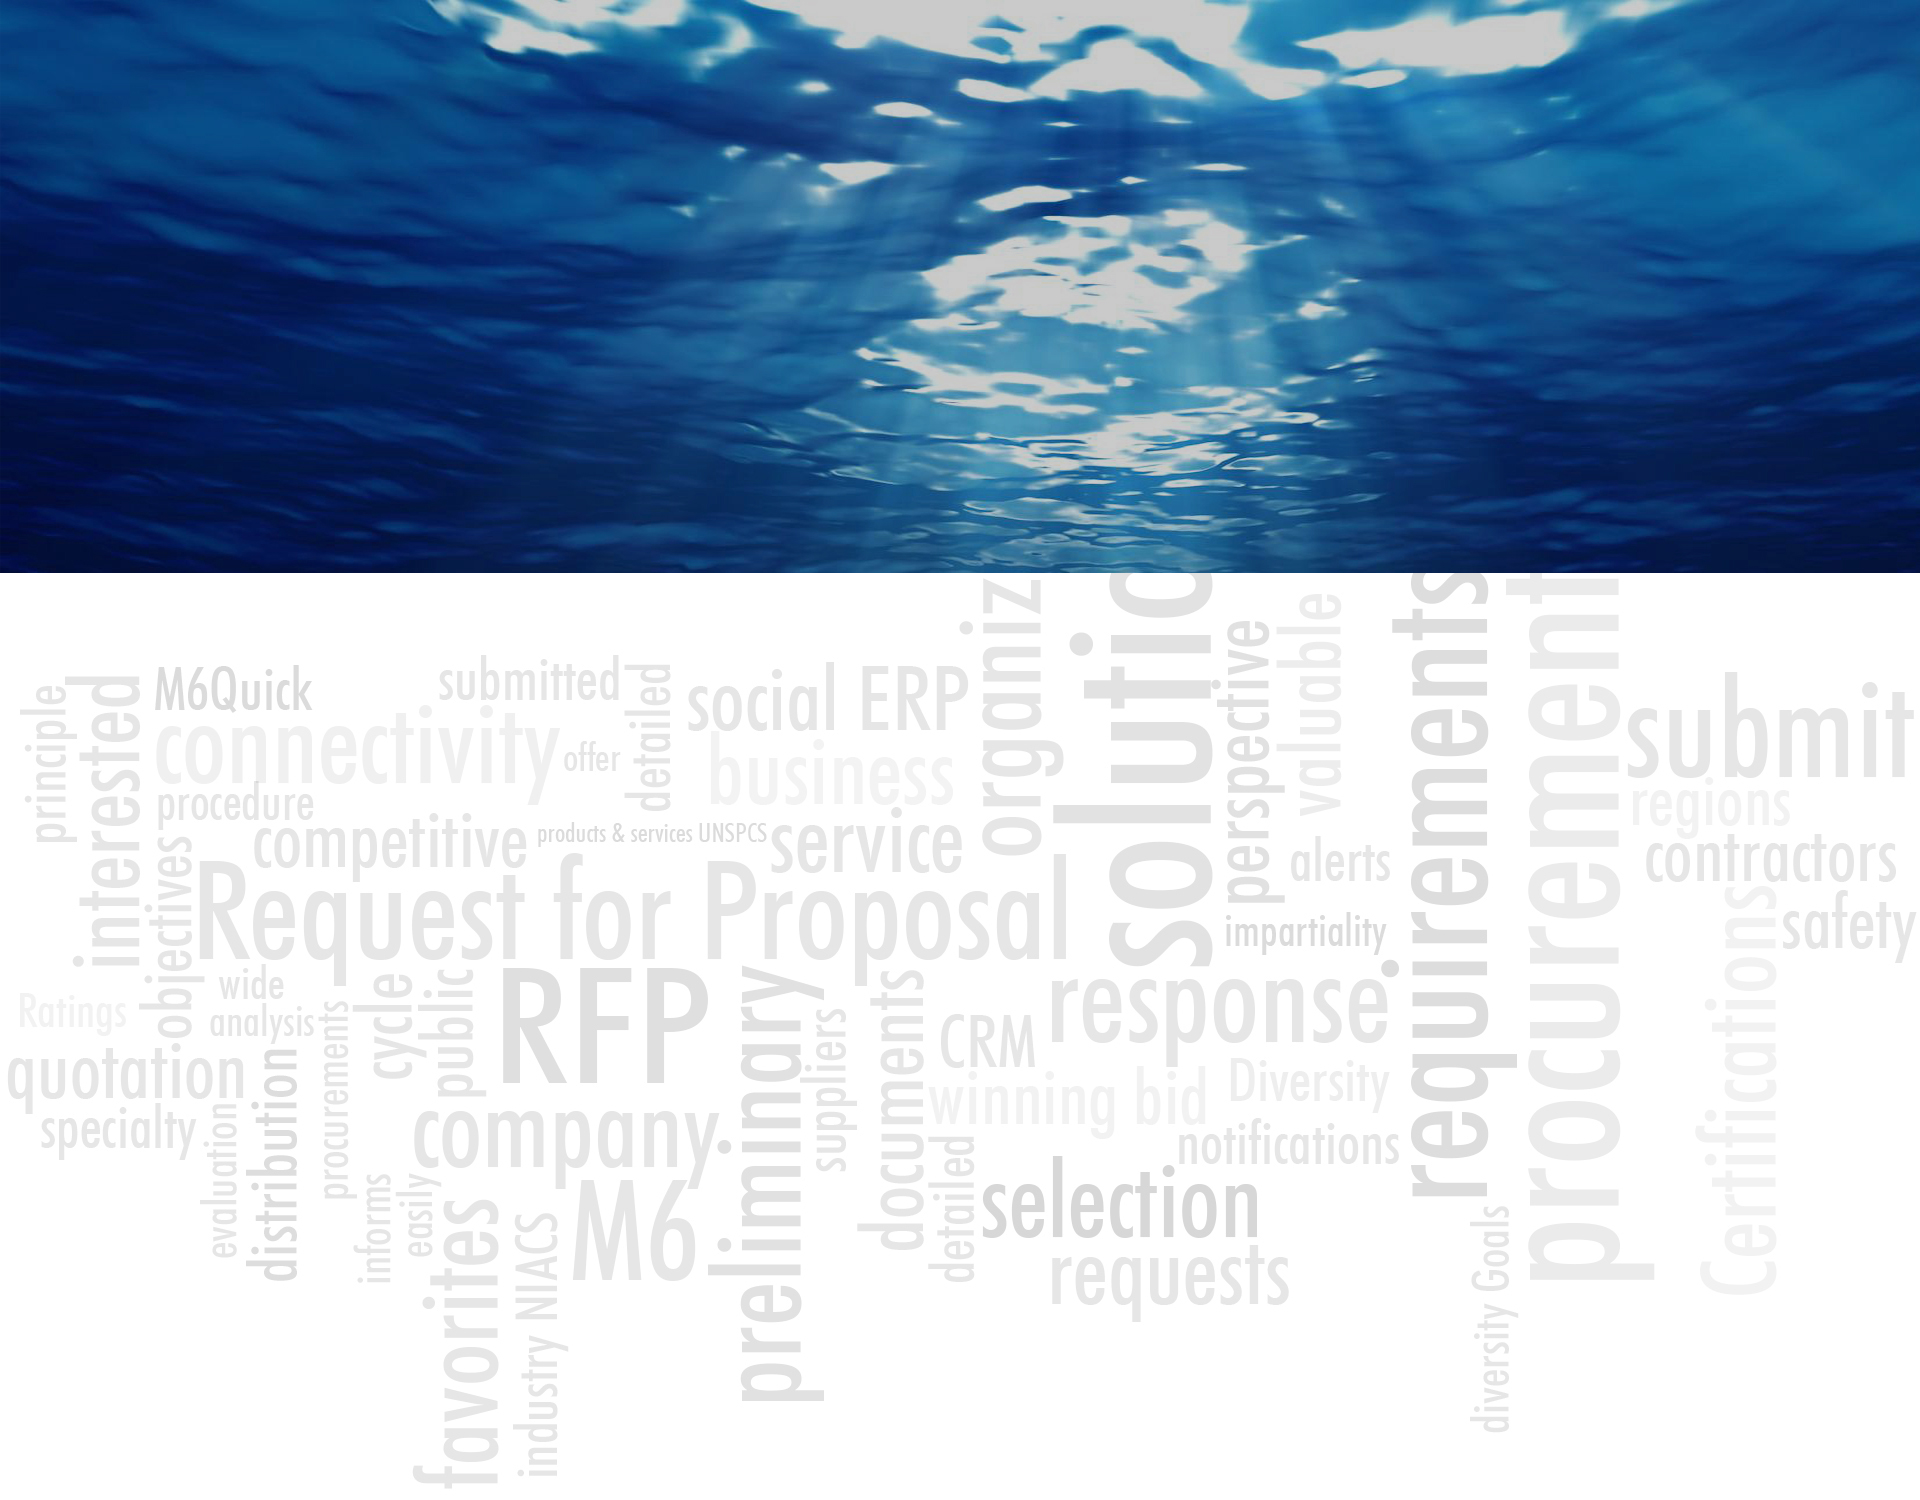 principle
interested
M6Quick
connectivity
submitted
offer
detailed
social ERP
business
procedure
competitive
products & services UNSPCS
service
organiz
solutio
perspective
valuable
alerts
impartiality
requirements
procurement
submit
regions
contractors
safety
Certifications
objectives
Request for Proposal
Ratings
wide
analysis
procurements
cycle
public
RFP
preliminary
suppliers
documents
CRM
response
winning bid
Diversity
notifications
quotation
specialty
evaluation
distribution
informs
easily
company
M6
favorites
industry NIACS
detailed
selection
requests
diversity Goals